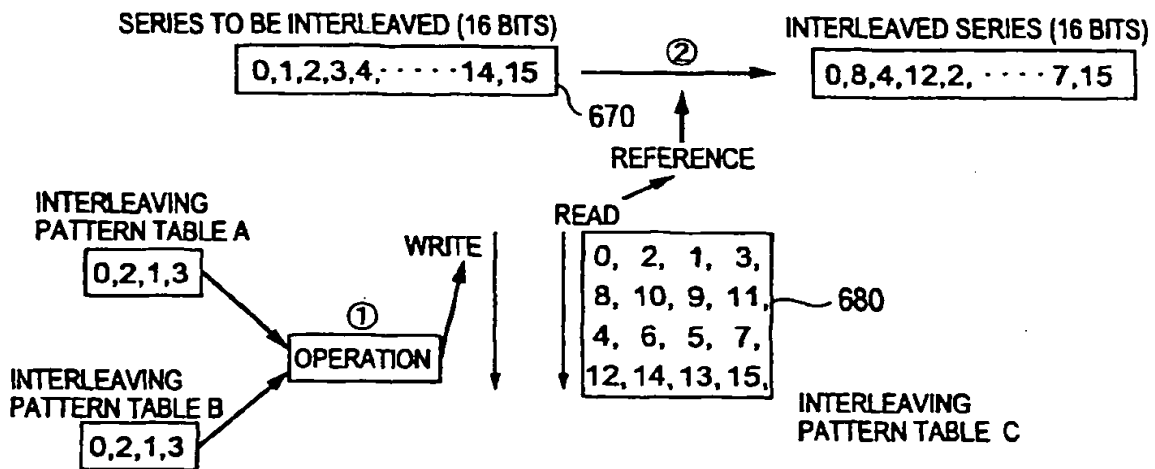 SERIES TO BE INTERLEAVED (16 BITS)
0,1,2,3,4,·····14,15
670
②
INTERLEAVED SERIES (16 BITS)
0,8,4,12,2, ····7,15
REFERENCE
INTERLEAVING
PATTERN TABLE A
0,2,1,3
WRITE
READ
0, 2, 1, 3,
8, 10, 9, 11,
4, 6, 5, 7,
12, 14, 13, 15,
680
①
OPERATION
INTERLEAVING
PATTERN TABLE B
0,2,1,3
INTERLEAVING
PATTERN TABLE C